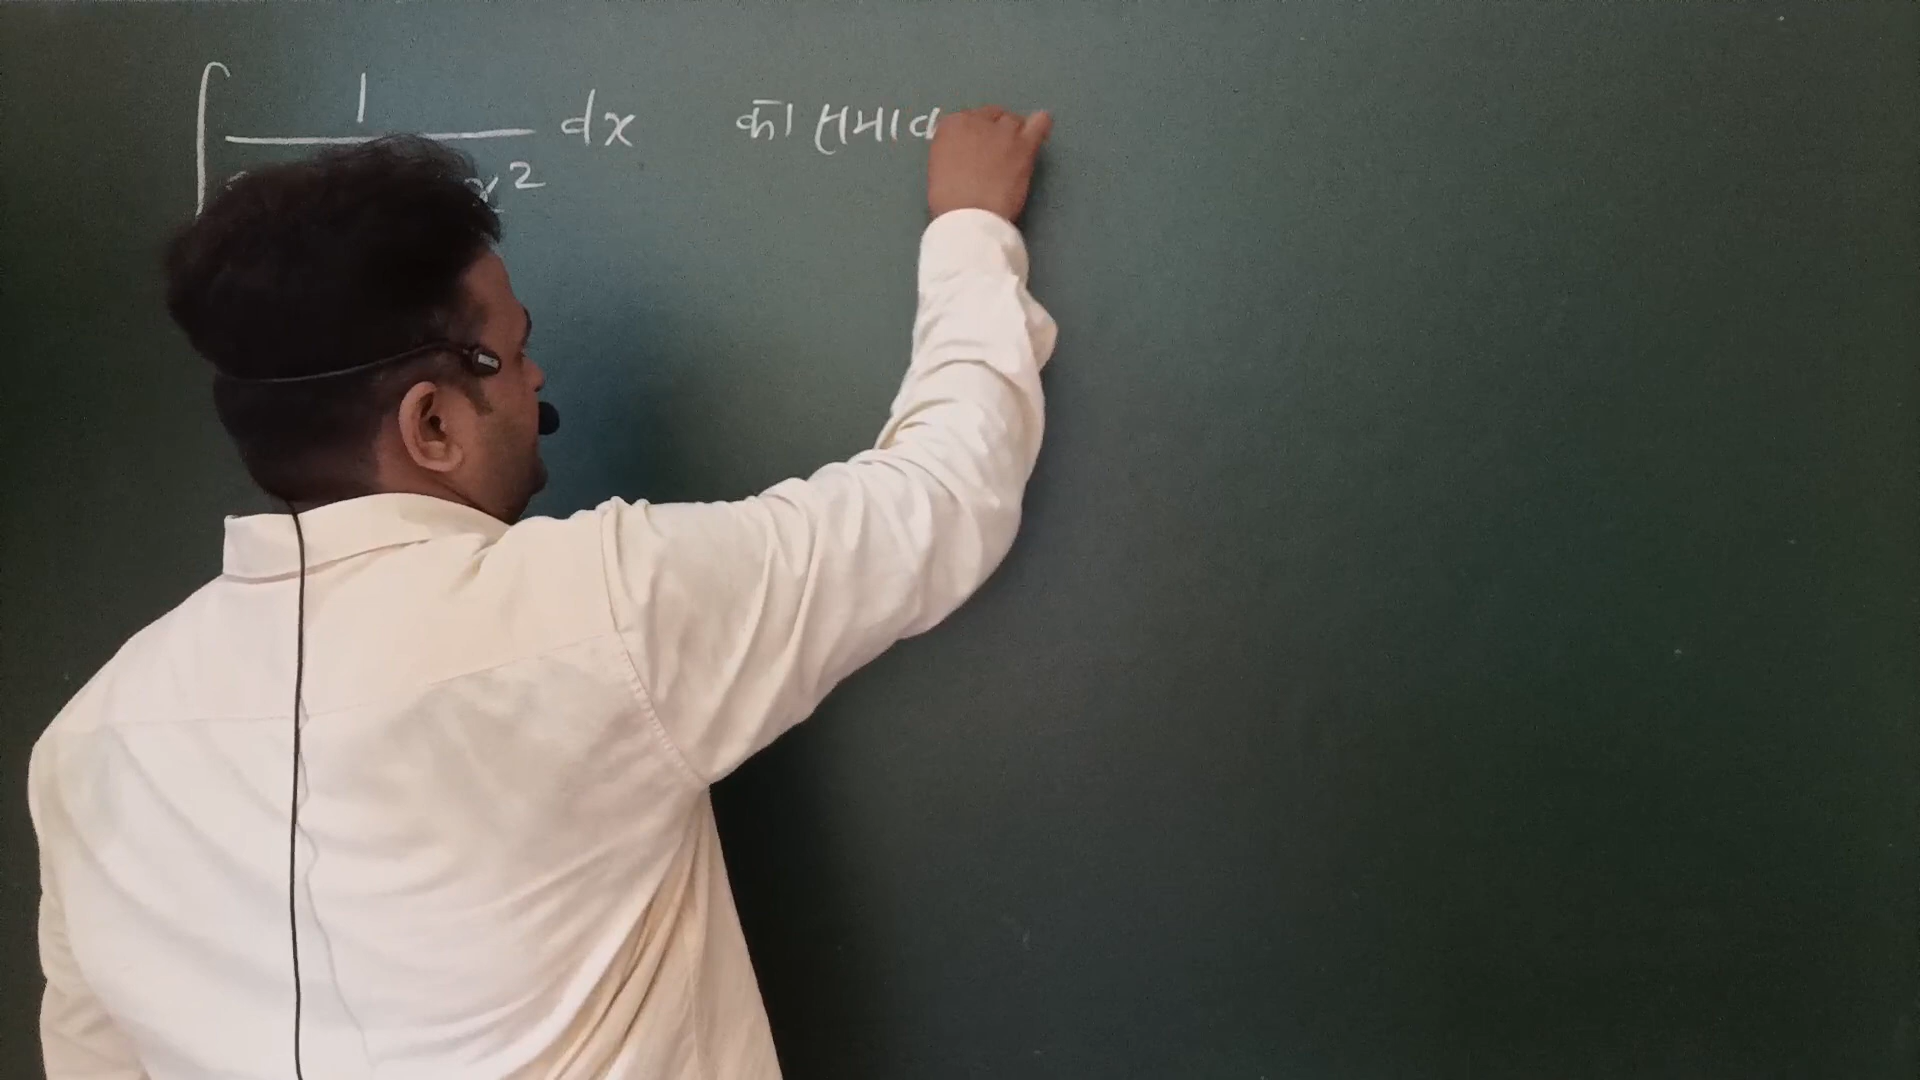 ∫ 1 dx का समाव
x²